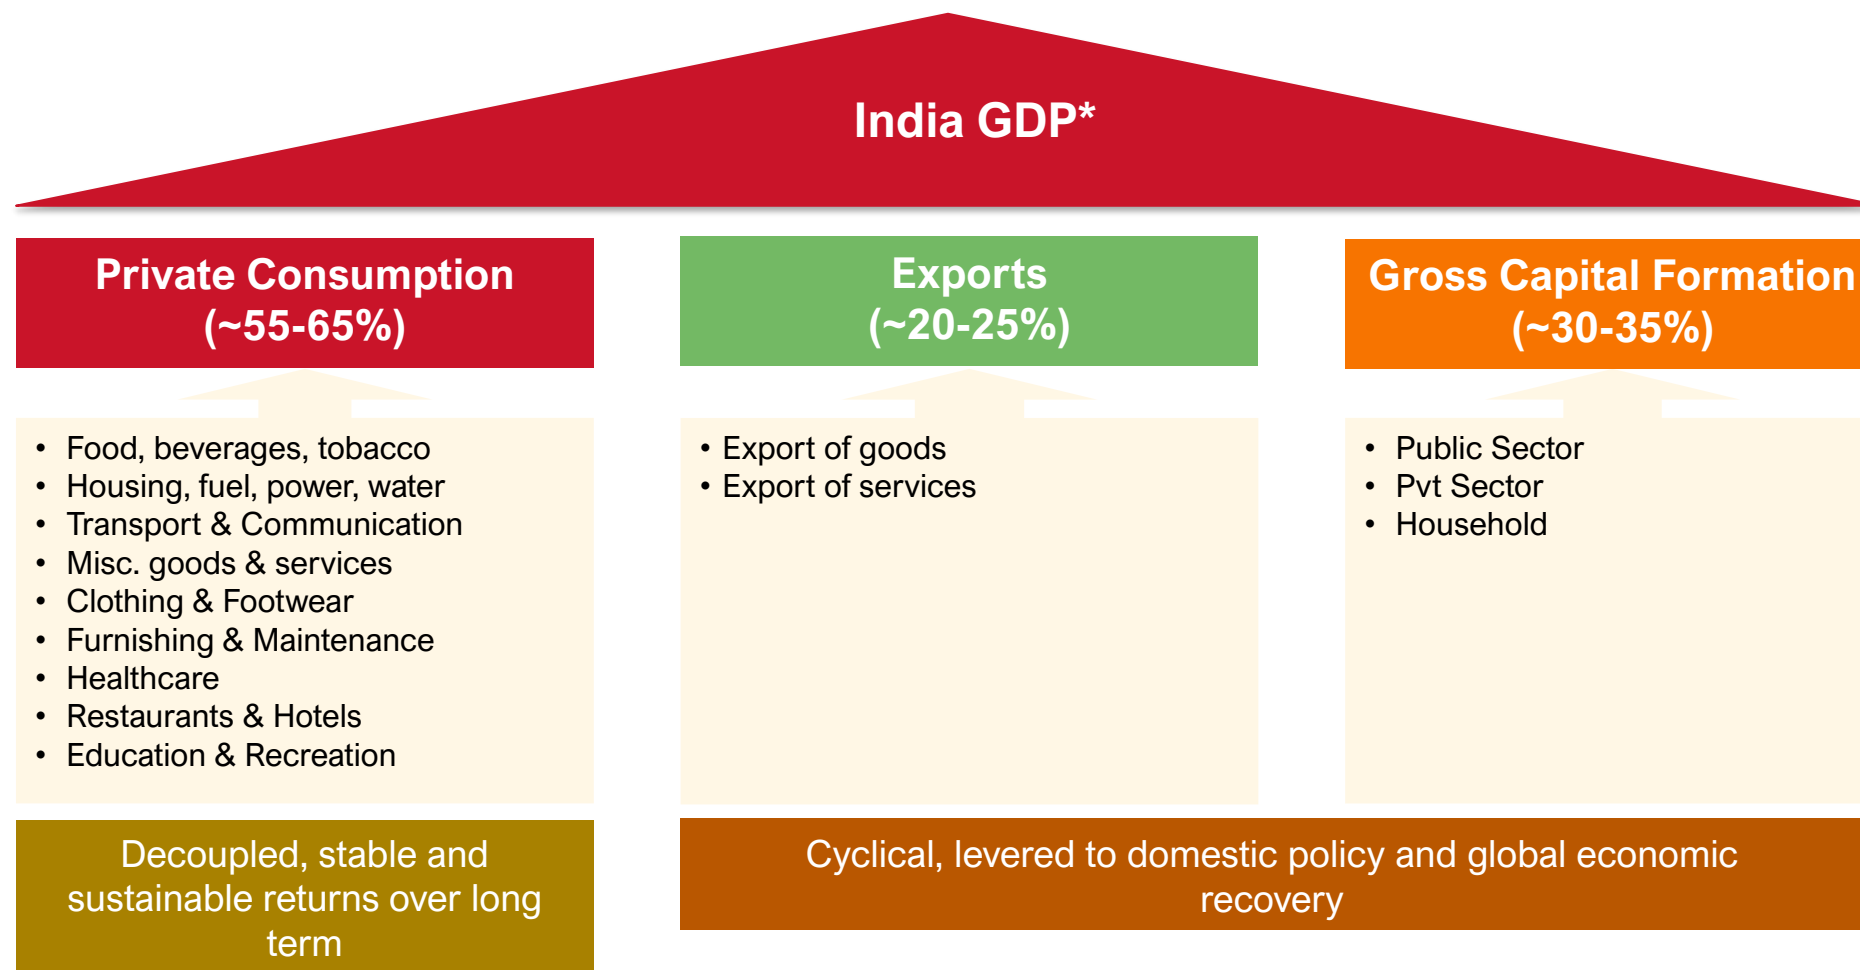 India GDP*
Private Consumption
(~55-65%)
• Food, beverages, tobacco
• Housing, fuel, power, water
• Transport & Communication
• Misc. goods & services
• Clothing & Footwear
• Furnishing & Maintenance
• Healthcare
• Restaurants & Hotels
• Education & Recreation
Decoupled, stable and
sustainable returns over long
term
Exports
(~20-25%)
• Export of goods
• Export of services
Gross Capital Formation
(~30-35%)
• Public Sector
• Pvt Sector
• Household
Cyclical, levered to domestic policy and global economic
recovery